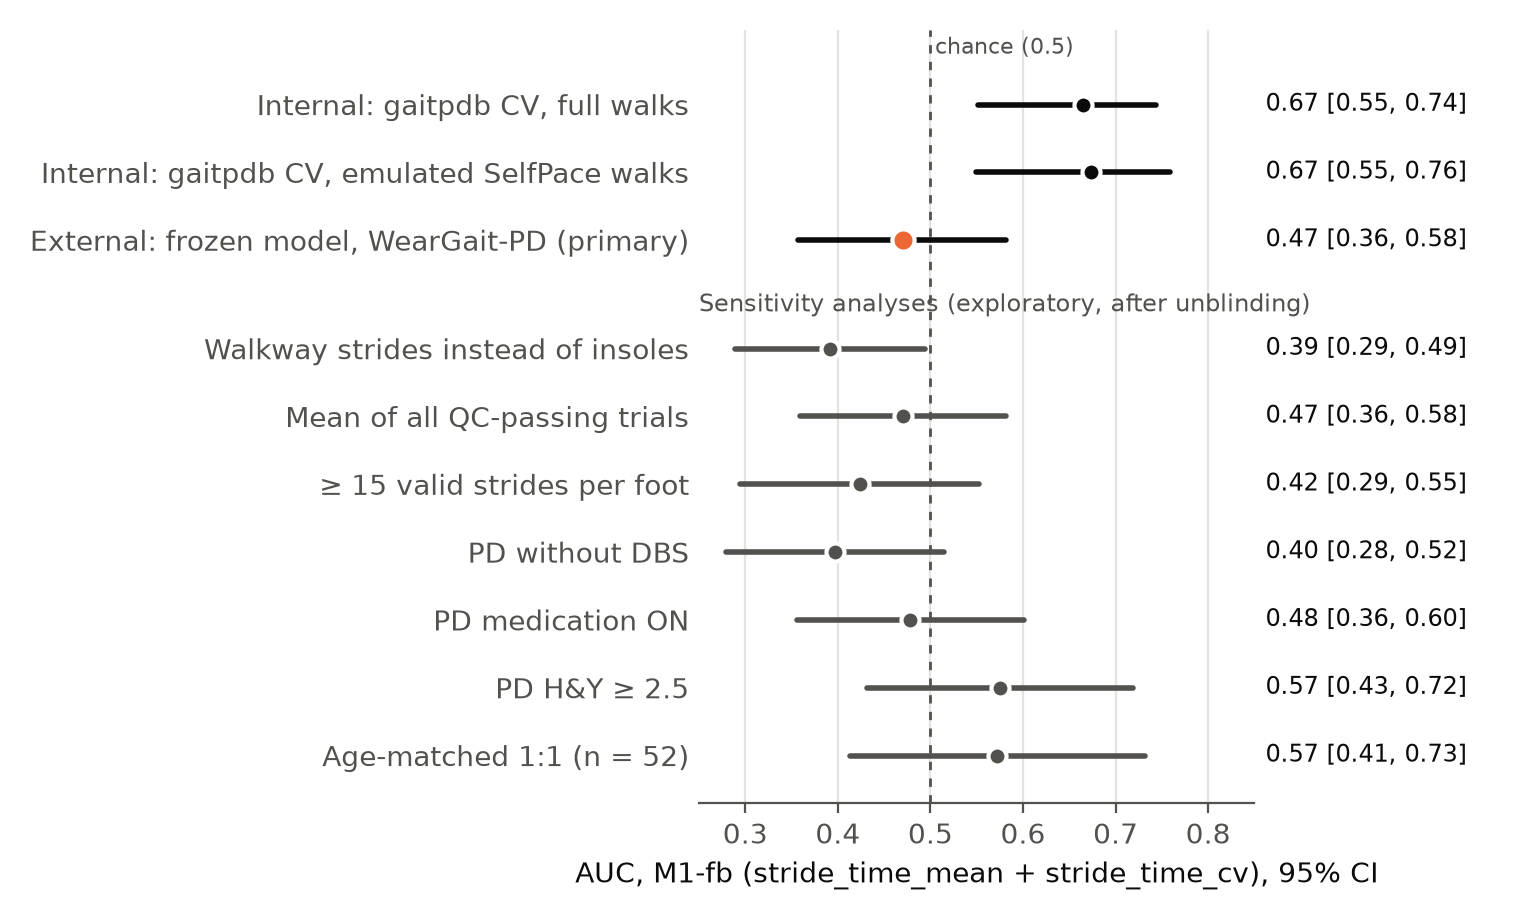 chance (0.5)
Internal: gaitpdb CV, full walks 0.67 [0.55, 0.74]
Internal: gaitpdb CV, emulated SelfPace walks 0.67 [0.55, 0.76]
External: frozen model, WearGait-PD (primary) 0.47 [0.36, 0.58]
Sensitivity analyses (exploratory, after unblinding)
Walkway strides instead of insoles 0.39 [0.29, 0.49]
Mean of all QC-passing trials 0.47 [0.36, 0.58]
≥ 15 valid strides per foot 0.42 [0.29, 0.55]
PD without DBS 0.40 [0.28, 0.52]
PD medication ON 0.48 [0.36, 0.60]
PD H&Y ≥ 2.5 0.57 [0.43, 0.72]
Age-matched 1:1 (n = 52) 0.57 [0.41, 0.73]
0.3 0.4 0.5 0.6 0.7 0.8
AUC, M1-fb (stride_time_mean + stride_time_cv), 95% CI